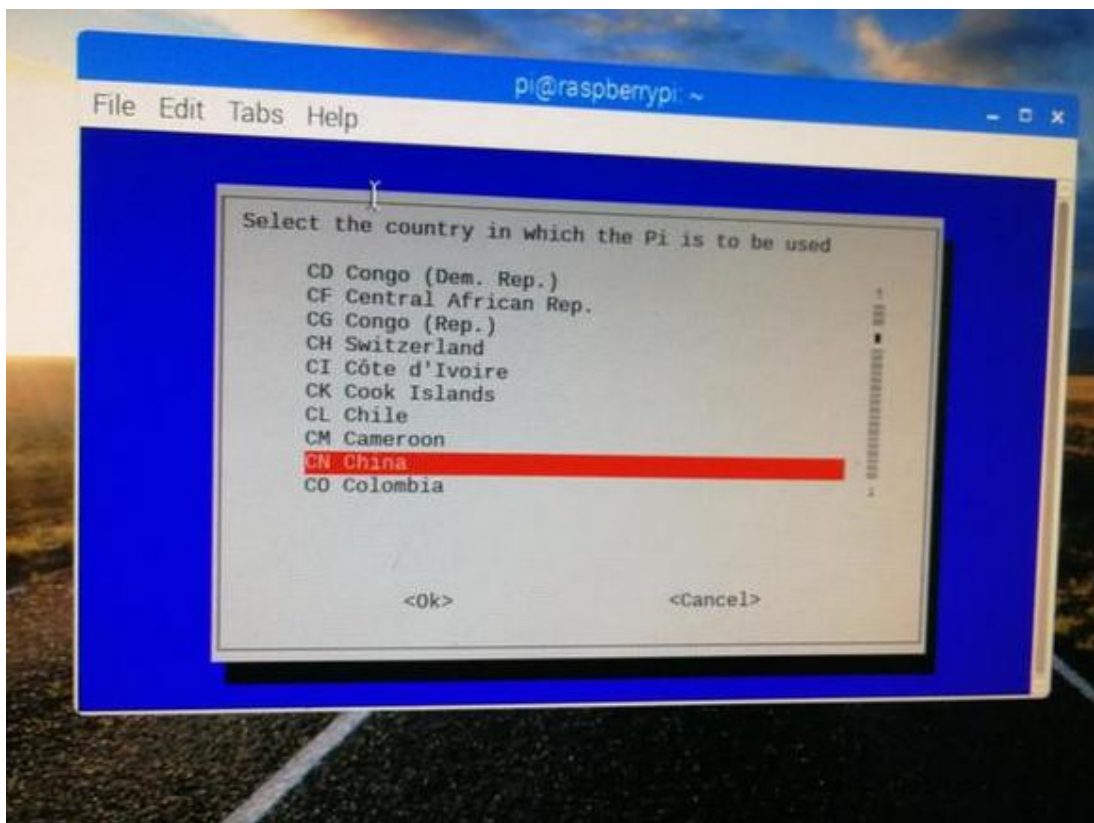 pi@raspberrypi: ~
File Edit Tabs Help
Select the country in which the Pi is to be used
CD Congo (Dem. Rep.)
CF Central African Rep.
CG Congo (Rep.)
CH Switzerland
CI Côte d'Ivoire
CK Cook Islands
CL Chile
CM Cameroon
CN China
CO Colombia
<Ok> <Cancel>